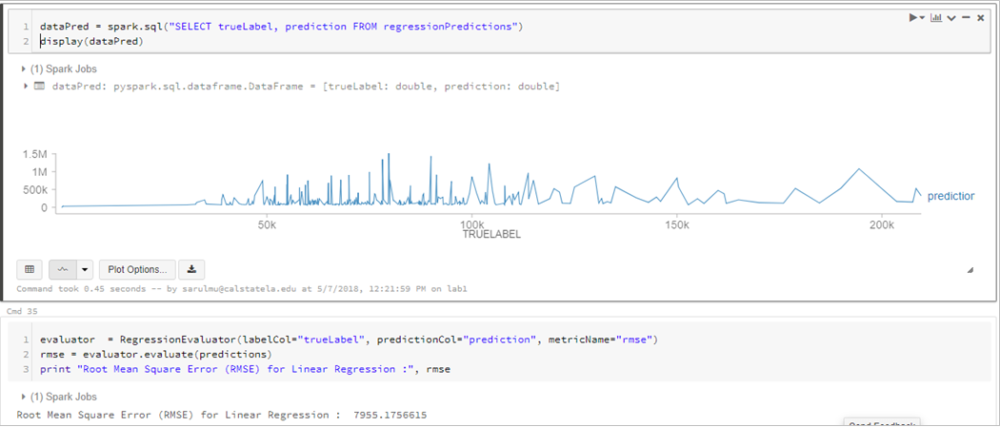 1 dataPred = spark.sql("SELECT trueLabel, prediction FROM regressionPredictions")
2 display(dataPred)
(1) Spark Jobs
dataPred: pyspark.sql.dataframe.DataFrame = [trueLabel: double, prediction: double]
1.5M
1M
500k
0
predictior
50k 100k 150k 200k
TRUELABEL
Plot Options...
Command took 0.45 seconds -- by sarulmu@calstatela.edu at 5/7/2018, 12:21:59 PM on lab1
Cmd 35
1 evaluator  = RegressionEvaluator(labelCol="trueLabel", predictionCol="prediction", metricName="rmse")
2 rmse = evaluator.evaluate(predictions)
3 print "Root Mean Square Error (RMSE) for Linear Regression :", rmse
(1) Spark Jobs
Root Mean Square Error (RMSE) for Linear Regression :  7955.1756615
Send Feedback